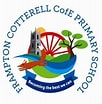 FRAMPTON COTTERELL CofE PRIMARY SCHOOL
Becoming the best we can